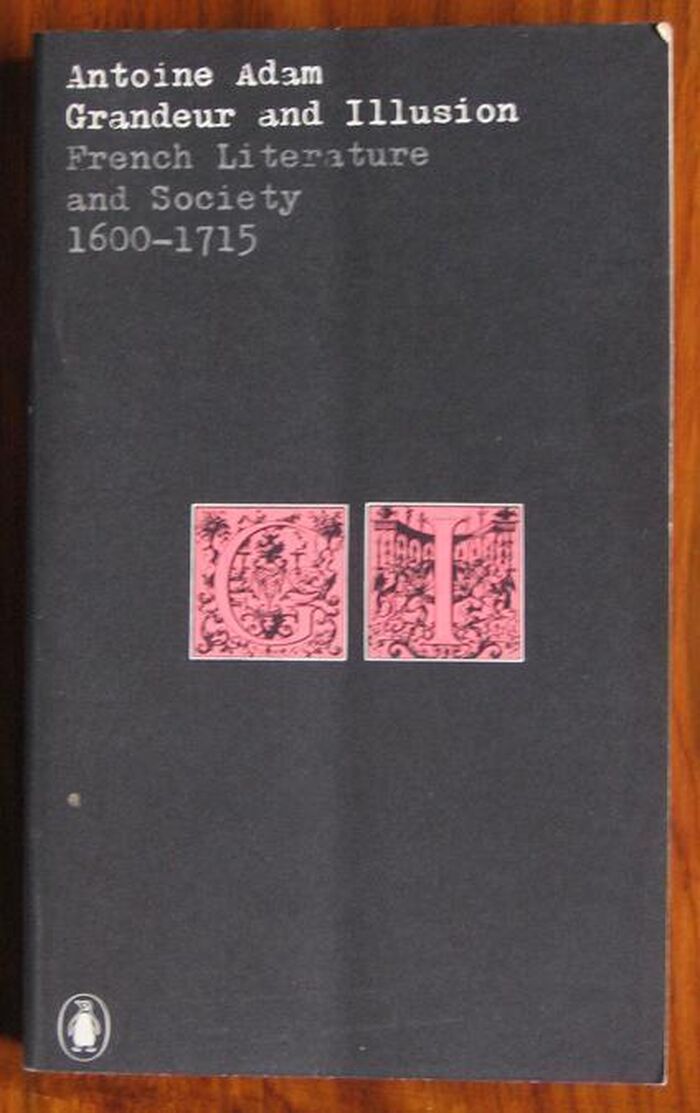 Antoine Adam
Grandeur and Illusion
French Literature
and Society
1600–1715
G I